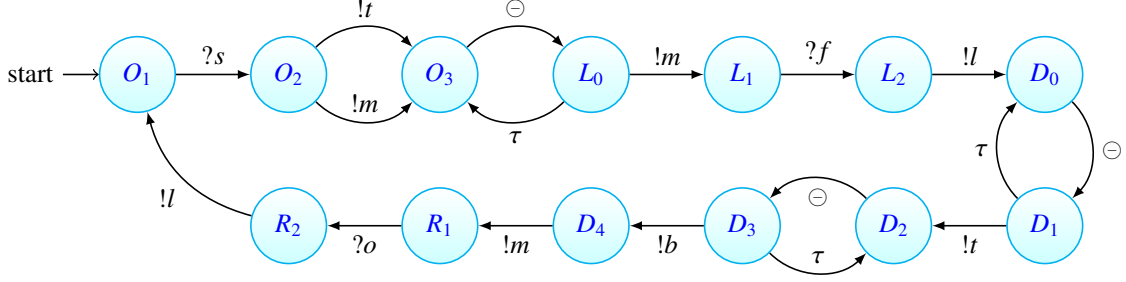 !t ⊖
start O₁ ?s O₂ O₃ L₀ !m L₁ ?f L₂ !l D₀
!m τ
τ ⊖
!l R₂ ?o R₁ !m D₄ !b D₃ ⊖ D₂ !t D₁
τ